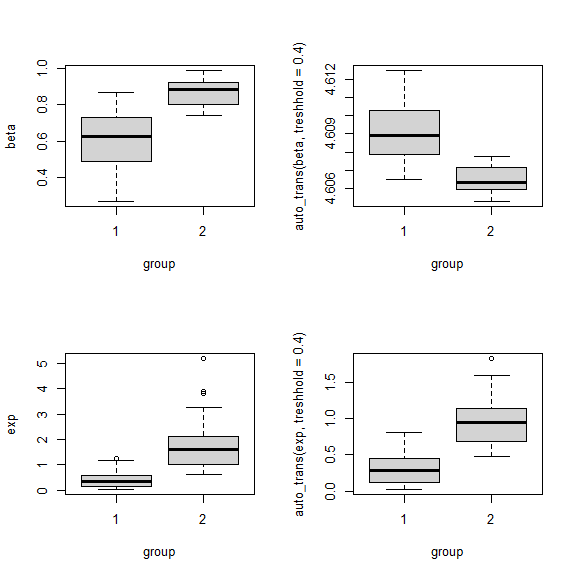 beta
0.4 0.6 0.8 1.0
1 2
group
auto_trans(beta, treshhold = 0.4)
4.606 4.609 4.612
1 2
group
exp
0 1 2 3 4 5
1 2
group
auto_trans(exp, treshhold = 0.4)
0.0 0.5 1.0 1.5
1 2
group